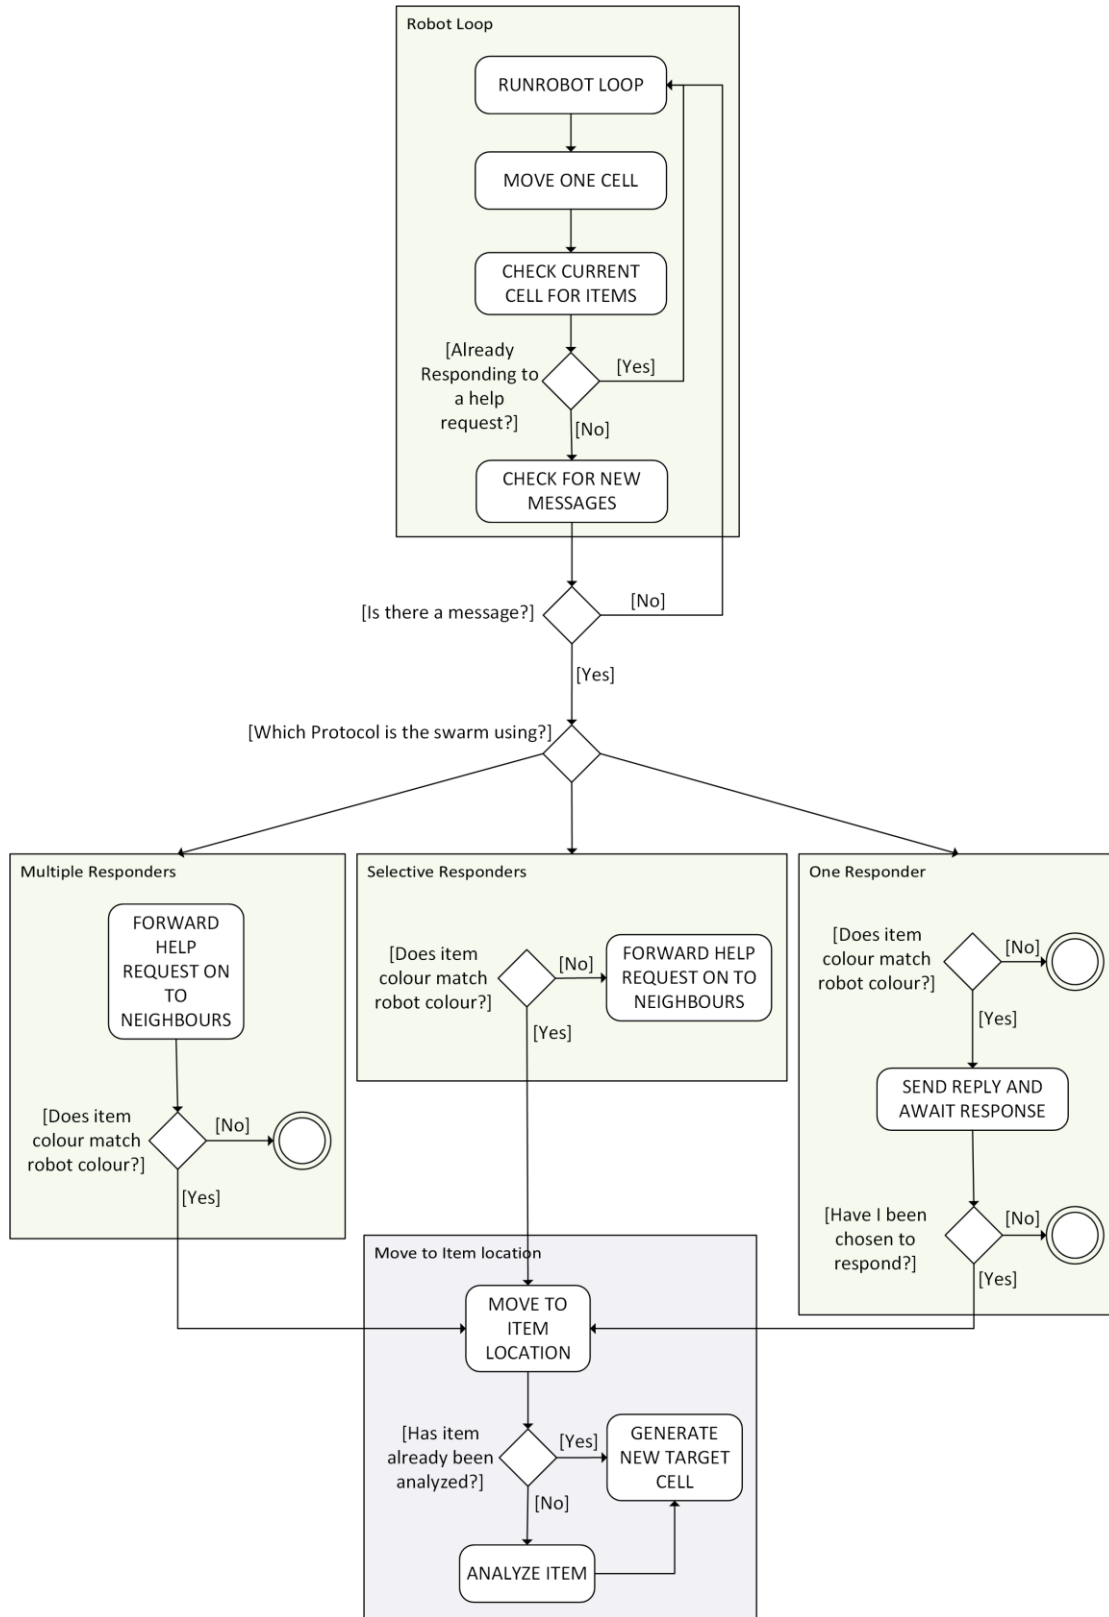 Robot Loop
RUNROBOT LOOP
MOVE ONE CELL
CHECK CURRENT
CELL FOR ITEMS
[Already
Responding to
a help
request?]
[Yes]
[No]
CHECK FOR NEW
MESSAGES
[Is there a message?]
[No]
[Yes]
[Which Protocol is the swarm using?]
Multiple Responders
FORWARD
HELP
REQUEST ON
TO
NEIGHBOURS
[Does item
colour match
robot colour?]
[No]
[Yes]
Selective Responders
[Does item
colour match
robot colour?]
[No]
FORWARD HELP
REQUEST ON TO
NEIGHBOURS
[Yes]
One Responder
[Does item
colour match
robot colour?]
[No]
[Yes]
SEND REPLY AND
AWAIT RESPONSE
[Have I been
chosen to
respond?]
[No]
[Yes]
Move to Item location
MOVE TO
ITEM
LOCATION
[Has item
already been
analyzed?]
[Yes]
GENERATE
NEW TARGET
CELL
[No]
ANALYZE ITEM